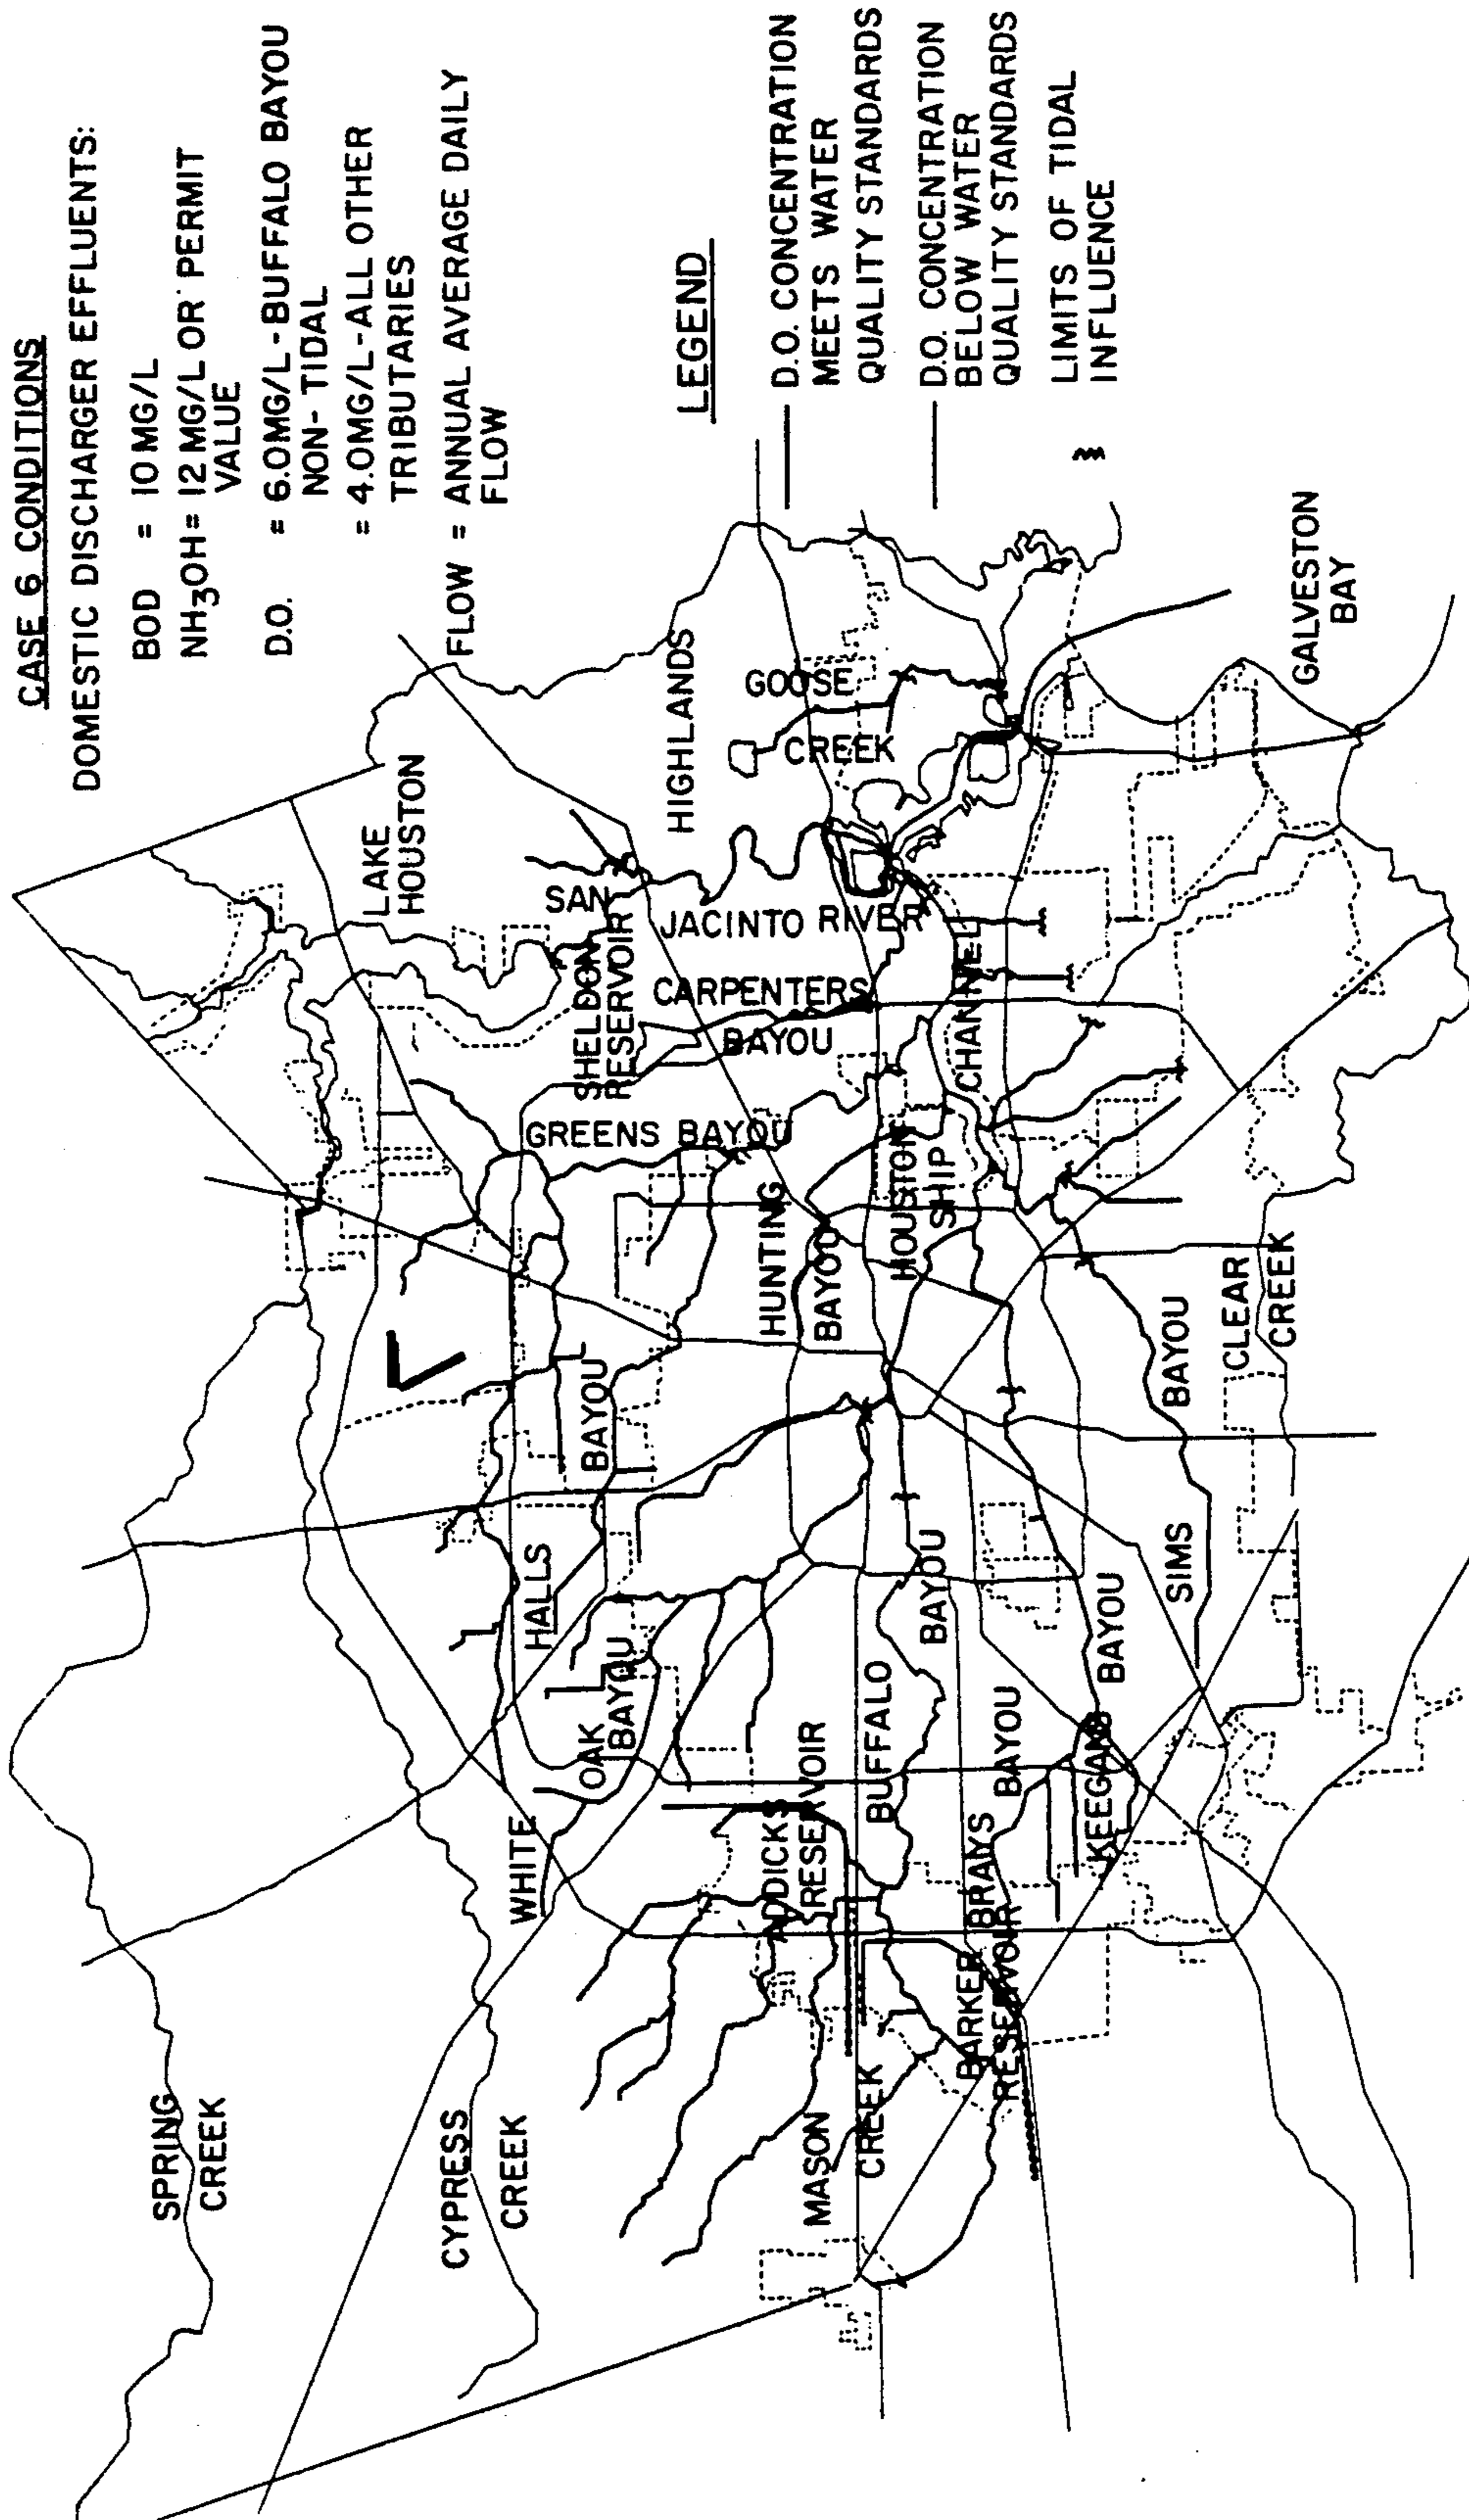 CASE 6 CONDITIONS
DOMESTIC DISCHARGER EFFLUENTS:
BOD = 10 MG/L
NH3OH = 12 MG/L OR PERMIT
VALUE
D.O. = 6.0MG/L-BUFFALO BAYOU
NON-TIDAL
= 4.0MG/L-ALL OTHER
TRIBUTARIES
FLOW = ANNUAL AVERAGE DAILY
FLOW
LEGEND
D.O. CONCENTRATION
MEETS WATER
QUALITY STANDARDS
D.O. CONCENTRATION
BELOW WATER
QUALITY STANDARDS
LIMITS OF TIDAL
INFLUENCE
SPRING
CREEK
CYPRESS
CREEK
LAKE
HOUSTON
WHITE
OAK
BAYOU
HALLS
BAYOU
GREENS BAYOU
SHELDON
RESERVOIR
SAN
JACINTO RIVER
HIGHLANDS
GOOSE
CREEK
CARPENTERS
BAYOU
HUNTING
BAYOU
HOUSTON
SHIP
CHANNEL
MASON
CREEK
ADDICKS
RESERVOIR
BUFFALO
BAYOU
BARKER
RESERVOIR
BRAYS
BAYOU
KEEGANS
BAYOU
SIMS
BAYOU
CLEAR
CREEK
GALVESTON
BAY